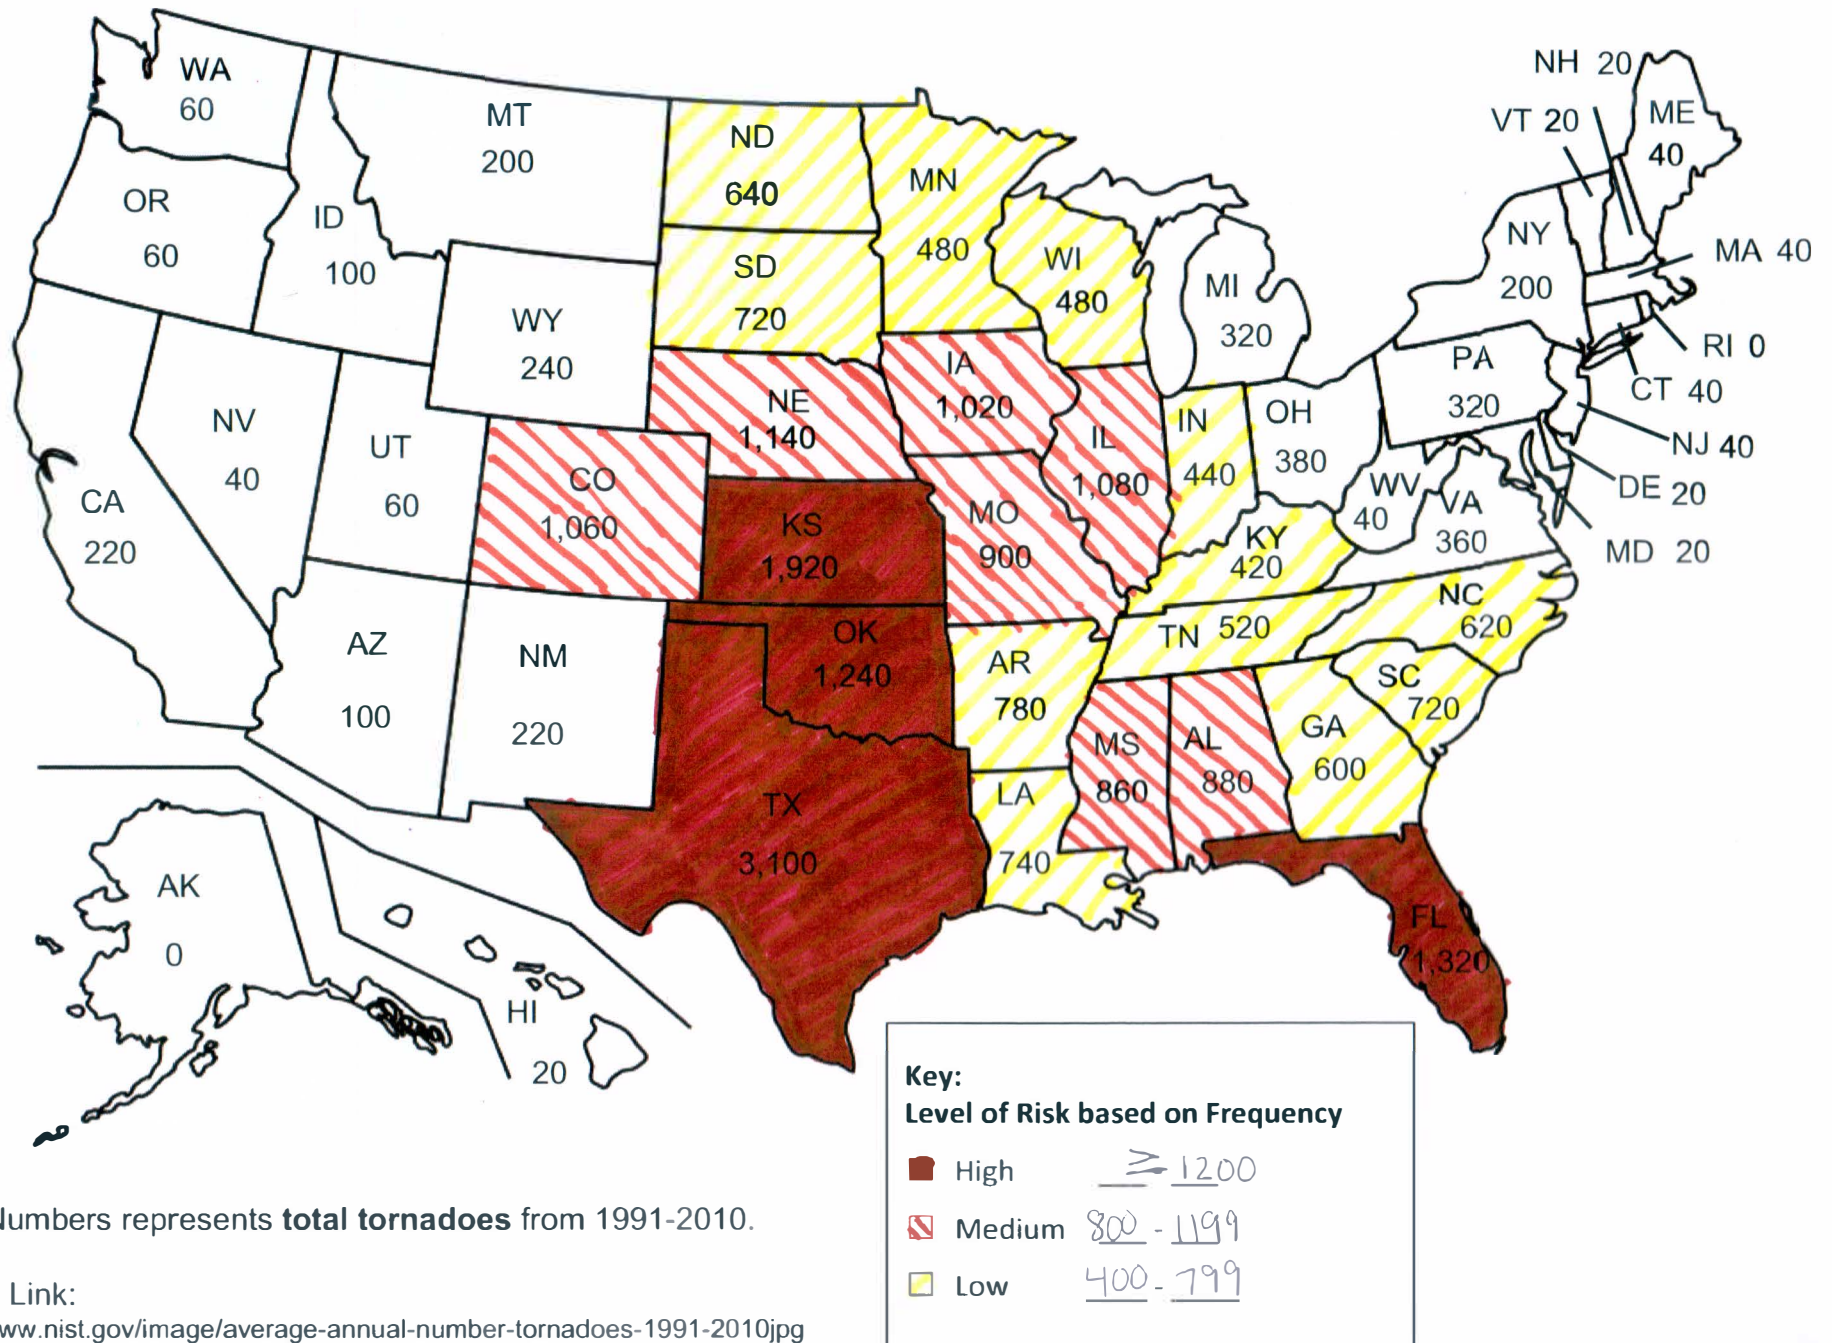 WA
60
OR
60
CA
220
NV
40
ID
100
MT
200
WY
240
UT
60
AZ
100
CO
1,060
NM
220
ND
640
SD
720
NE
1,140
KS
1,920
OK
1,240
TX
3,100
MN
480
IA
1,020
MO
900
AR
780
LA
740
WI
480
IL
1,080
MI
320
IN
440
OH
380
KY
420
TN 520
MS
860
AL
880
GA
600
FL
1,320
SC
720
NC
620
VA
360
WV
40
PA
320
NY
200
VT 20
NH 20
ME
40
MA 40
RI 0
CT 40
NJ 40
DE 20
MD 20
AK
0
HI
20
Key:
Level of Risk based on Frequency
High ≥ 1200
Medium 800 - 1199
Low 400 - 799
Numbers represents total tornadoes from 1991-2010.
Link:
ww.nist.gov/image/average-annual-number-tornadoes-1991-2010jpg